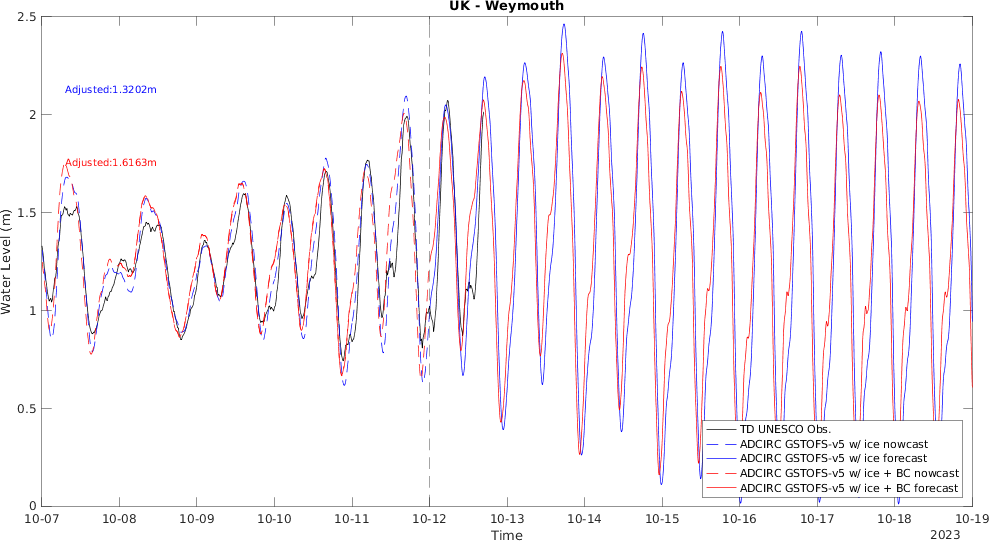 UK - Weymouth
2.5
2
1.5
1
0.5
0
Water Level (m)
Adjusted:1.3202m
Adjusted:1.6163m
TD UNESCO Obs.
ADCIRC GSTOFS-v5 w/ ice nowcast
ADCIRC GSTOFS-v5 w/ ice forecast
ADCIRC GSTOFS-v5 w/ ice + BC nowcast
ADCIRC GSTOFS-v5 w/ ice + BC forecast
10-07 10-08 10-09 10-10 10-11 10-12 10-13 10-14 10-15 10-16 10-17 10-18 10-19
Time
2023